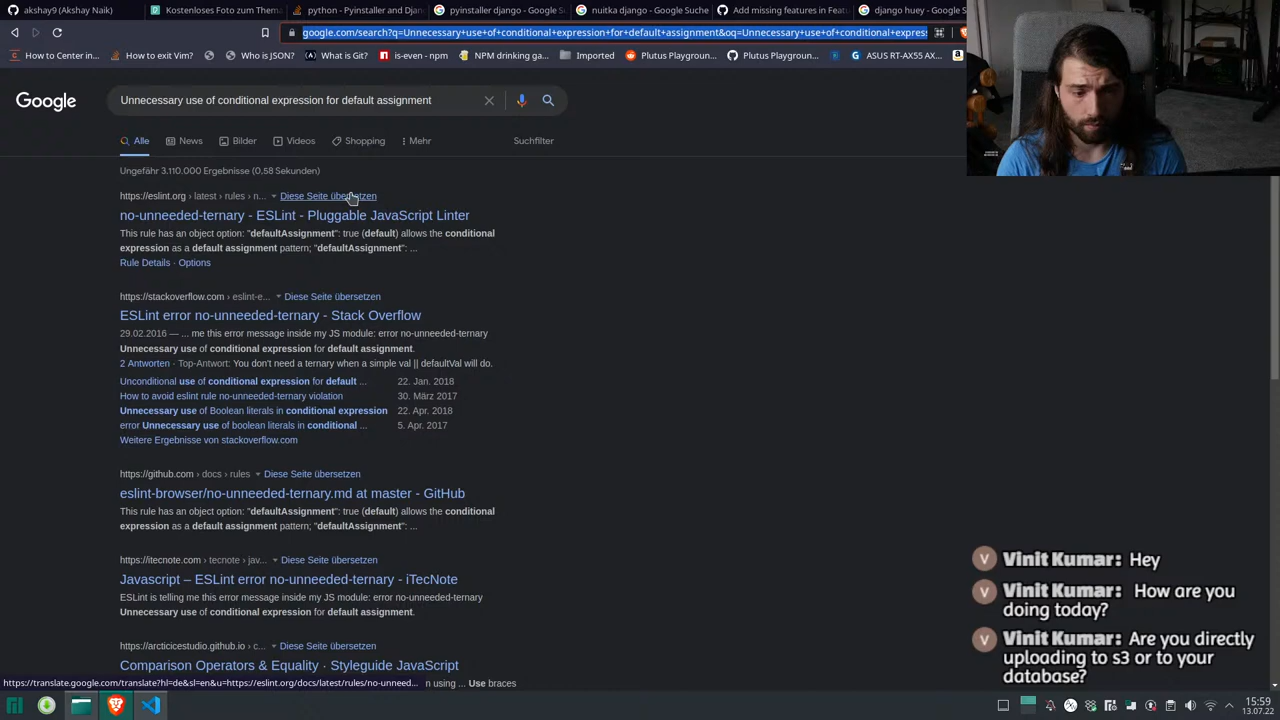 akshay9 (Akshay Naik)
Kostenloses Foto zum Thema
python - Pyinstaller and Djan
pyinstaller django - Google S
nuitka django - Google Suche
Add missing features in Featu
django huey - Google S
google.com/search?q=Unnecessary+use+of+conditional+expression+for+default+assignment&oq=Unnecessary+use+of+conditional+express
How to Center in...
How to exit Vim?
What is JSON?
What is Git?
is-even - npm
NPM drinking ga...
Imported
Plutus Playgroun...
Plutus Playgroun...
ASUS RT-AX55 AX...
Google
Unnecessary use of conditional expression for default assignment
Alle
News
Bilder
Videos
Shopping
Mehr
Suchfilter
Ungefähr 3.110.000 Ergebnisse (0,58 Sekunden)
https://eslint.org › latest › rules › n... Diese Seite übersetzen
no-unneeded-ternary - ESLint - Pluggable JavaScript Linter
This rule has an object option: "defaultAssignment": true (default) allows the conditional
expression as a default assignment pattern; "defaultAssignment": ...
Rule Details · Options
https://stackoverflow.com › eslint-e... Diese Seite übersetzen
ESLint error no-unneeded-ternary - Stack Overflow
29.02.2016 — ... me this error message inside my JS module: error no-unneeded-ternary
Unnecessary use of conditional expression for default assignment.
2 Antworten · Top-Antwort: You don't need a ternary when a simple val || defaultVal will do.
Unconditional use of conditional expression for default ... 22. Jan. 2018
How to avoid eslint rule no-unneeded-ternary violation 30. März 2017
Unnecessary use of Boolean literals in conditional expression 22. Apr. 2018
error Unnecessary use of boolean literals in conditional ... 5. Apr. 2017
Weitere Ergebnisse von stackoverflow.com
https://github.com › docs › rules Diese Seite übersetzen
eslint-browser/no-unneeded-ternary.md at master - GitHub
This rule has an object option: "defaultAssignment": true (default) allows the conditional
expression as a default assignment pattern; "defaultAssignment": ...
https://itecnote.com › tecnote › jav... Diese Seite übersetzen
Javascript – ESLint error no-unneeded-ternary - iTecNote
ESLint is telling me this error message inside my JS module: error no-unneeded-ternary
Unnecessary use of conditional expression for default assignment.
https://arcticicestudio.github.io › c... Diese Seite übersetzen
Comparison Operators & Equality · Styleguide JavaScript
https://translate.google.com/translate?hl=de&sl=en&u=https://eslint.org/docs/latest/rules/no-unneed...
n using ... Use braces
V Vinit Kumar: Hey
V Vinit Kumar: How are you
doing today?
V Vinit Kumar: Are you directly
uploading to s3 or to your
database?
15:59
13.07.22